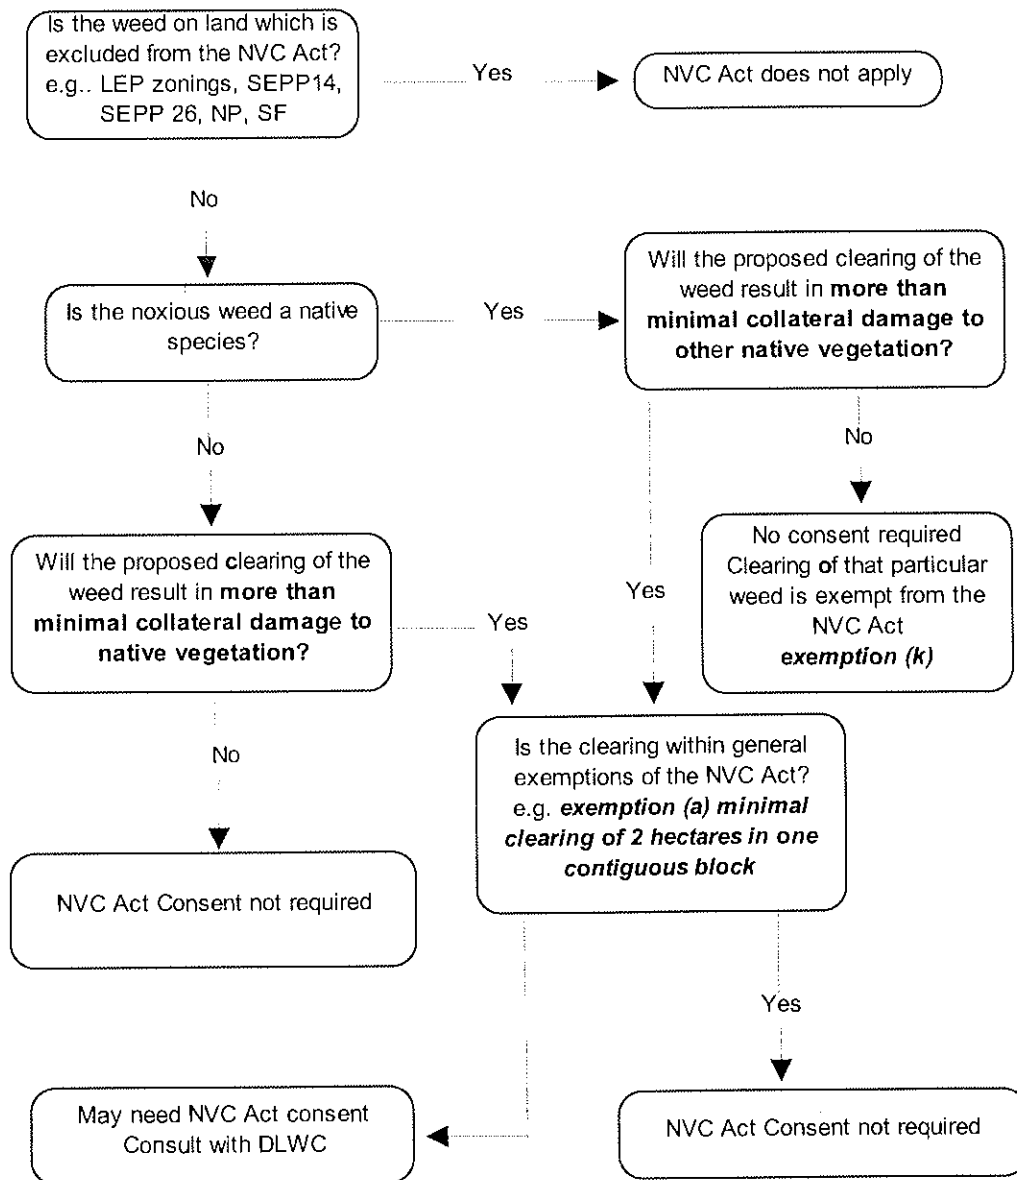 Is the weed on land which is
excluded from the NVC Act?
e.g.. LEP zonings, SEPP14,
SEPP 26, NP, SF
Yes
NVC Act does not apply
No
Is the noxious weed a native
species?
Yes
Will the proposed clearing of the
weed result in more than
minimal collateral damage to
other native vegetation?
No
No
Will the proposed clearing of the
weed result in more than
minimal collateral damage to
native vegetation?
Yes
Yes
No consent required
Clearing of that particular
weed is exempt from the
NVC Act
exemption (k)
No
Is the clearing within general
exemptions of the NVC Act?
e.g. exemption (a) minimal
clearing of 2 hectares in one
contiguous block
NVC Act Consent not required
Yes
May need NVC Act consent
Consult with DLWC
NVC Act Consent not required